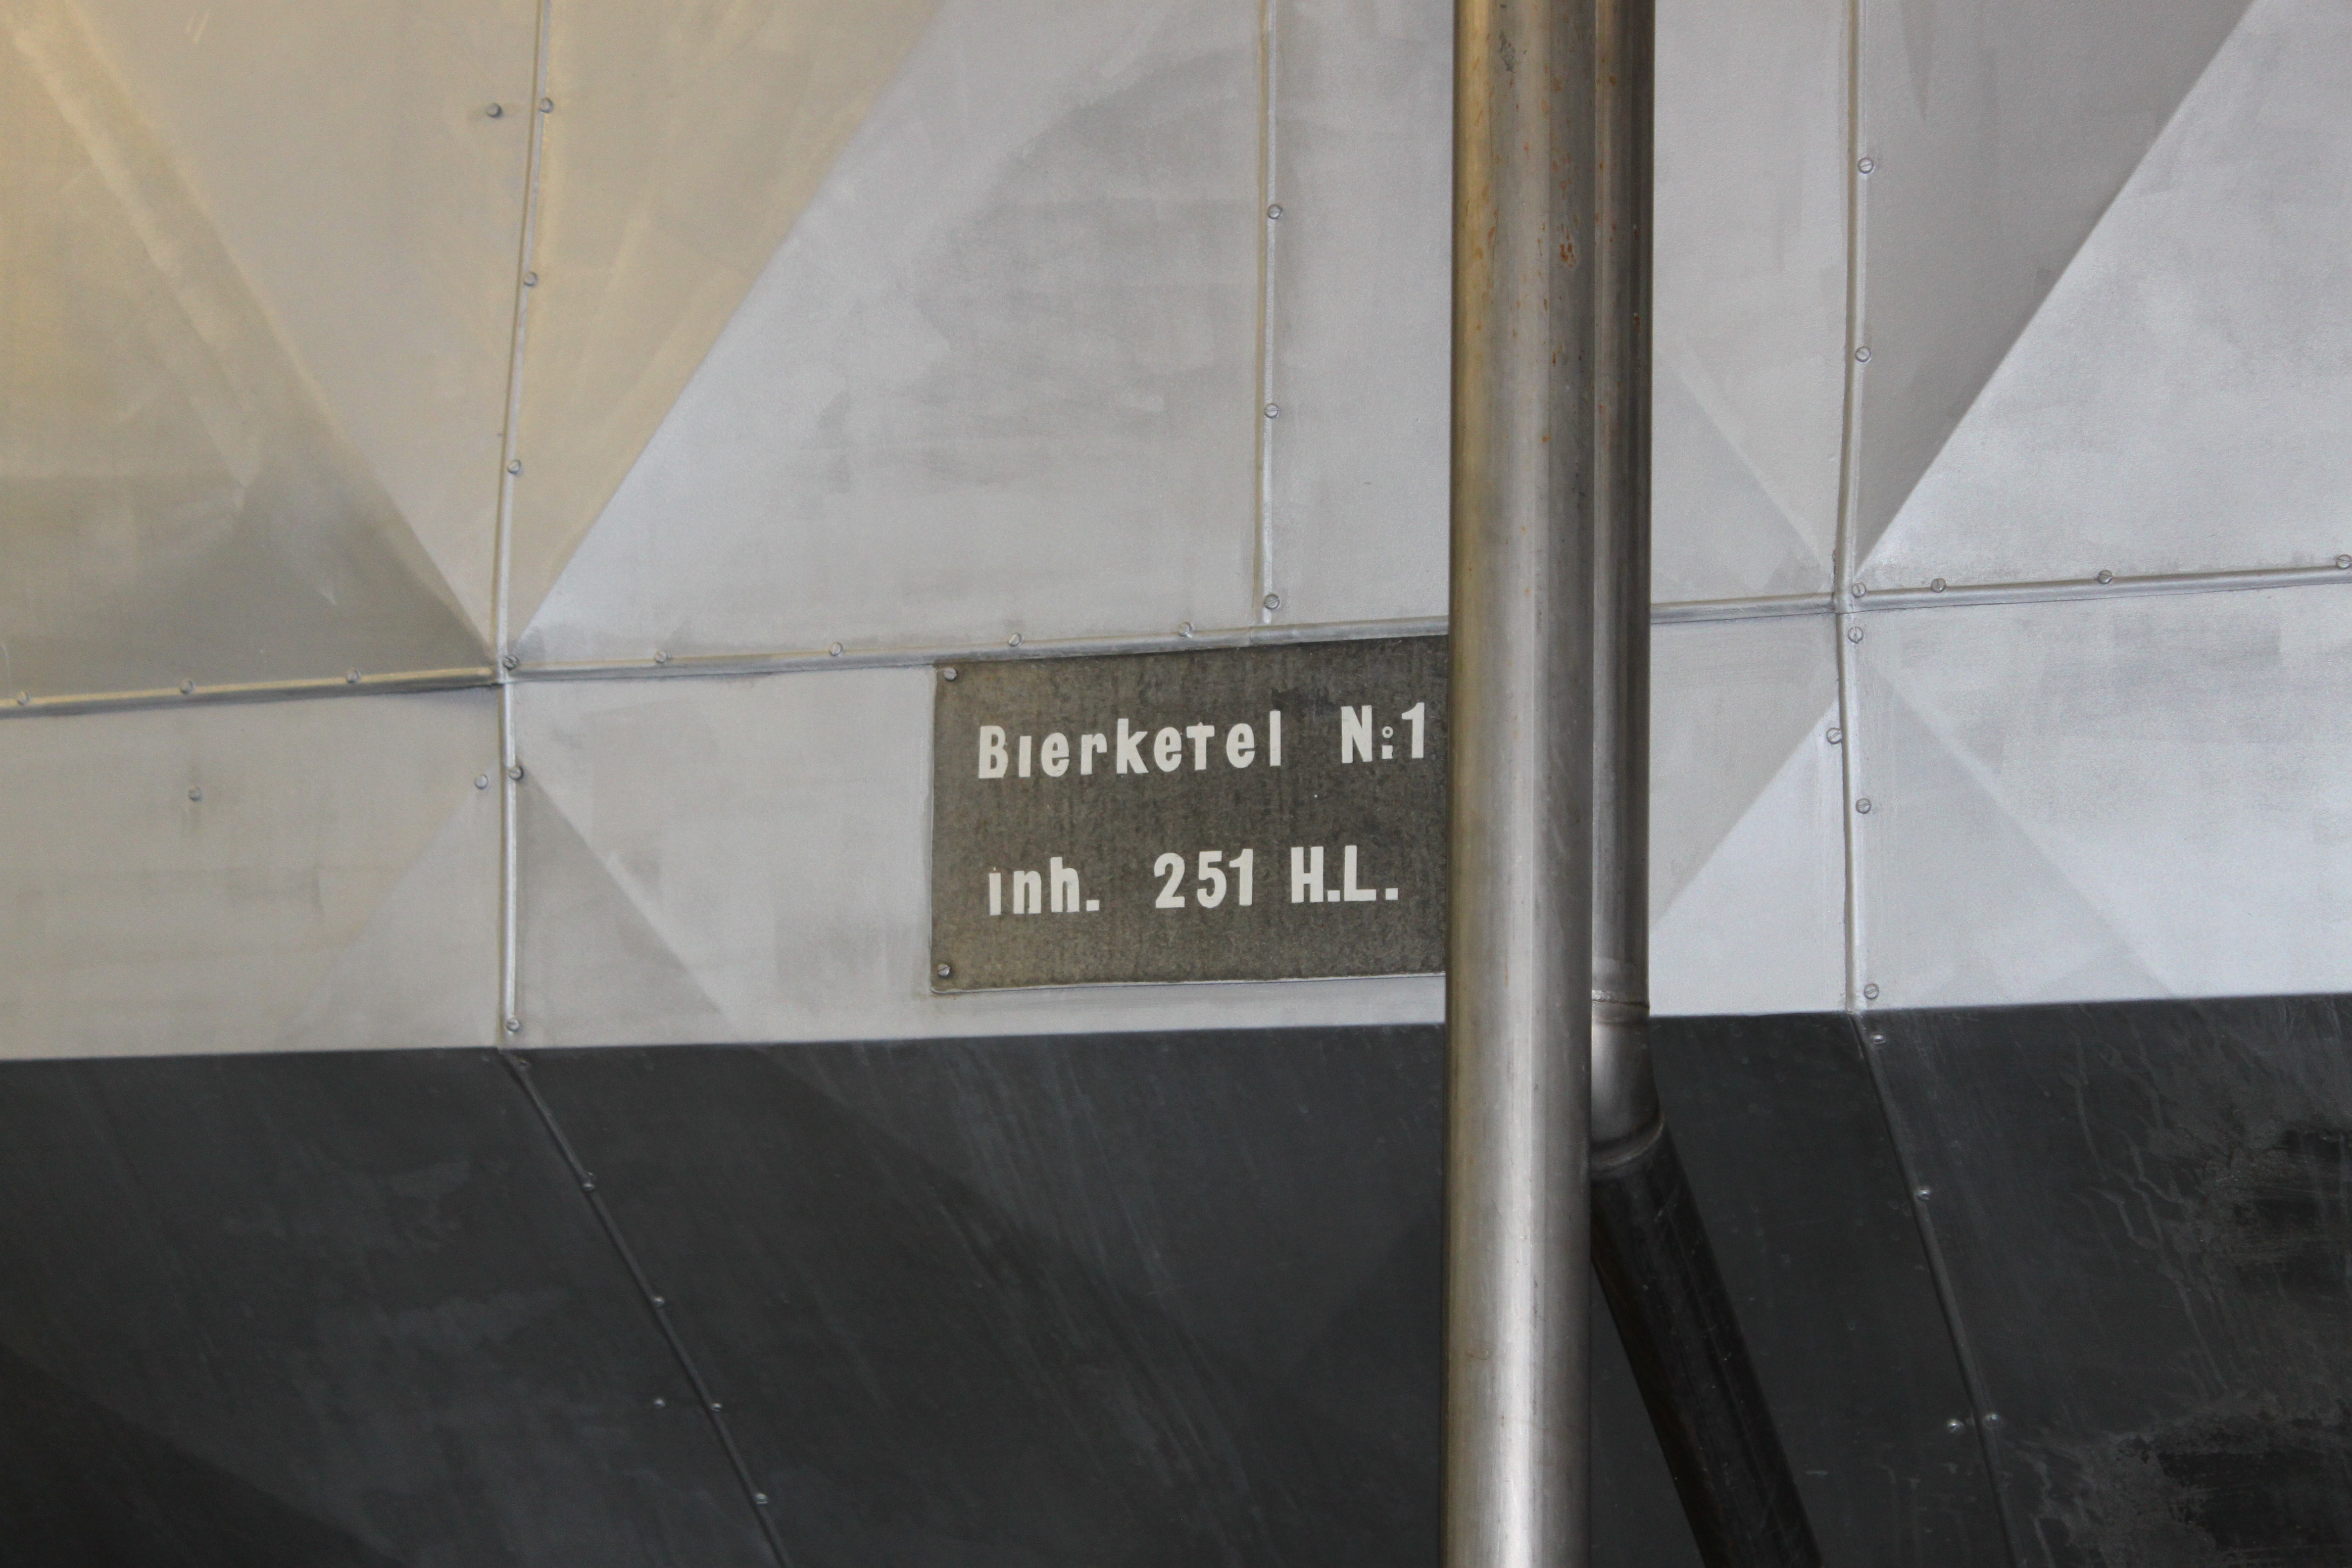 Bierketel N:1
inh. 251 H.L.